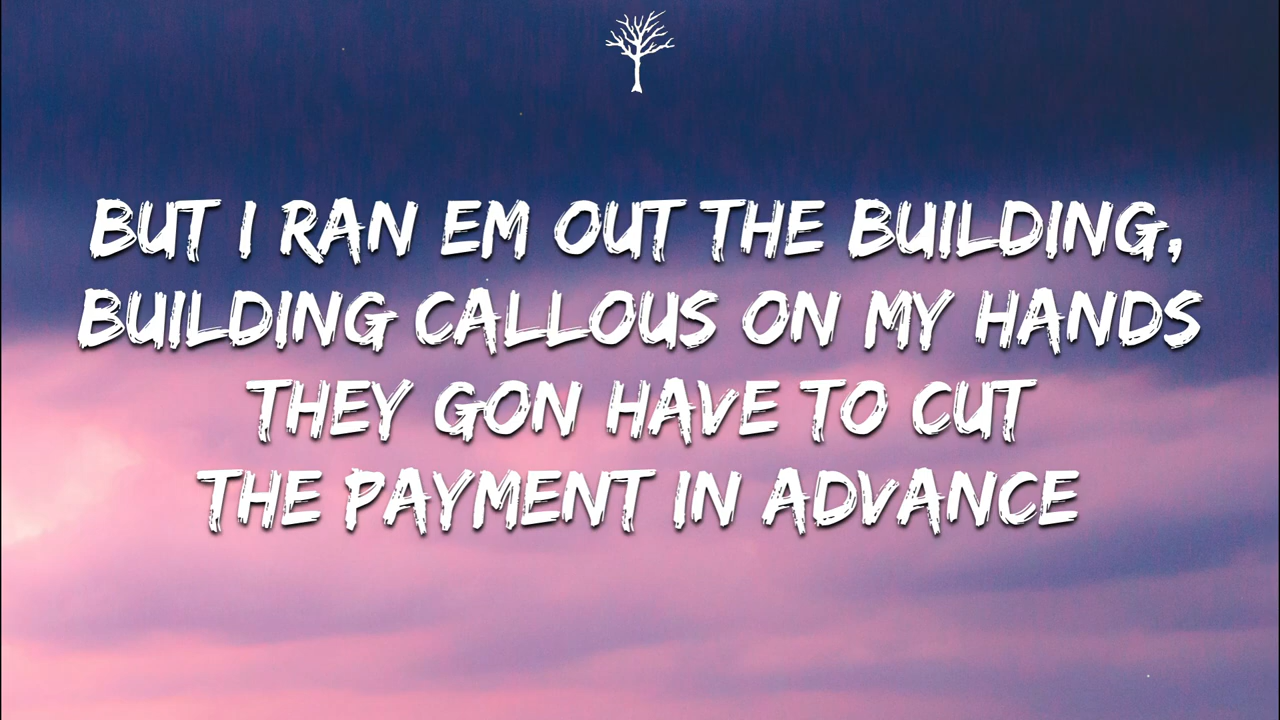 BUT I RAN EM OUT THE BUILDING,
BUILDING CALLOUS ON MY HANDS
THEY GON HAVE TO CUT
THE PAYMENT IN ADVANCE